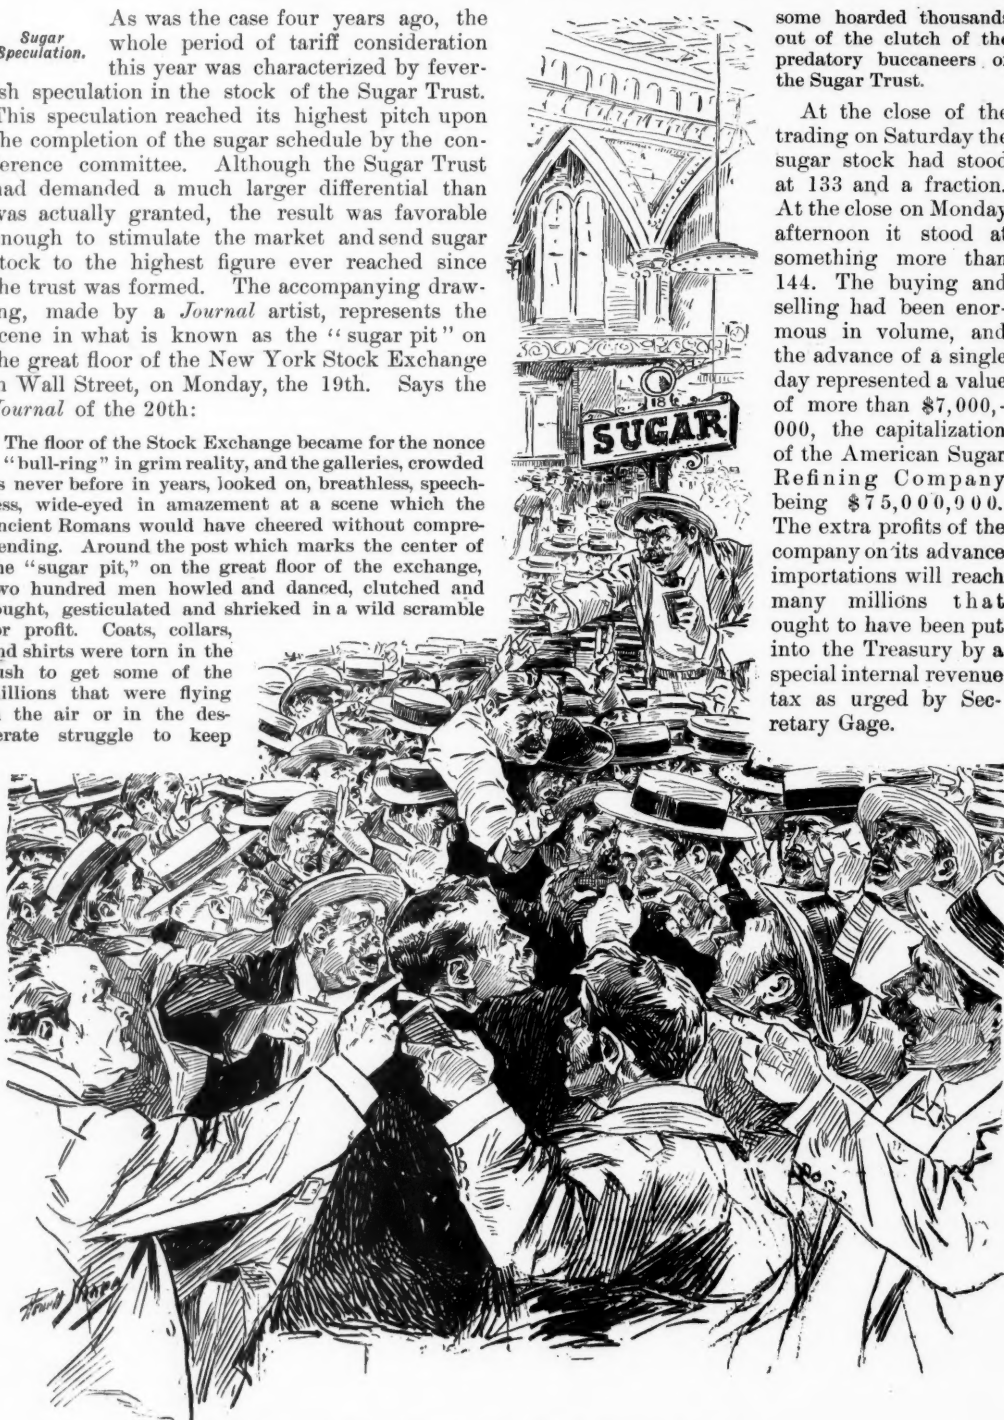 Sugar
Speculation.
As was the case four years ago, the
whole period of tariff consideration
this year was characterized by fever-
sh speculation in the stock of the Sugar Trust.
This speculation reached its highest pitch upon
he completion of the sugar schedule by the con-
erence committee. Although the Sugar Trust
had demanded a much larger differential than
was actually granted, the result was favorable
nough to stimulate the market and send sugar
tock to the highest figure ever reached since
he trust was formed. The accompanying draw-
ng, made by a Journal artist, represents the
cene in what is known as the “sugar pit” on
he great floor of the New York Stock Exchange
n Wall Street, on Monday, the 19th. Says the
Journal of the 20th:
The floor of the Stock Exchange became for the nonce
“bull-ring” in grim reality, and the galleries, crowded
s never before in years, looked on, breathless, speech-
ess, wide-eyed in amazement at a scene which the
ncient Romans would have cheered without compre-
ending. Around the post which marks the center of
he “sugar pit,” on the great floor of the exchange,
wo hundred men howled and danced, clutched and
ought, gesticulated and shrieked in a wild scramble
or profit. Coats, collars,
nd shirts were torn in the
ush to get some of the
illions that were flying
n the air or in the des-
erate struggle to keep
18
SUGAR
some hoarded thousands
out of the clutch of the
predatory buccaneers of
the Sugar Trust.
At the close of the
trading on Saturday the
sugar stock had stood
at 133 and a fraction.
At the close on Monday
afternoon it stood at
something more than
144. The buying and
selling had been enor-
mous in volume, and
the advance of a single
day represented a value
of more than $7,000,-
000, the capitalization
of the American Sugar
Refining Company
being $75,000,000.
The extra profits of the
company on its advance
importations will reach
many millions that
ought to have been put
into the Treasury by a
special internal revenue
tax as urged by Sec-
retary Gage.